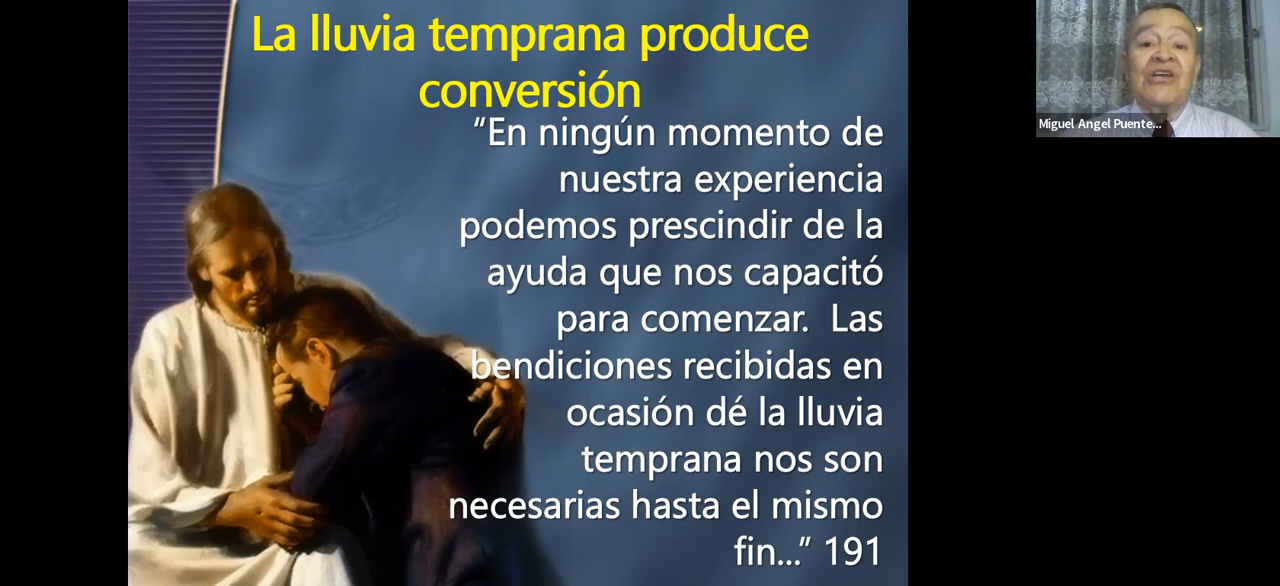 La lluvia temprana produce
conversión
“En ningún momento de
nuestra experiencia
podemos prescindir de la
ayuda que nos capacitó
para comenzar.  Las
bendiciones recibidas en
ocasión dé la lluvia
temprana nos son
necesarias hasta el mismo
fin...” 191
Miguel Angel Puente...